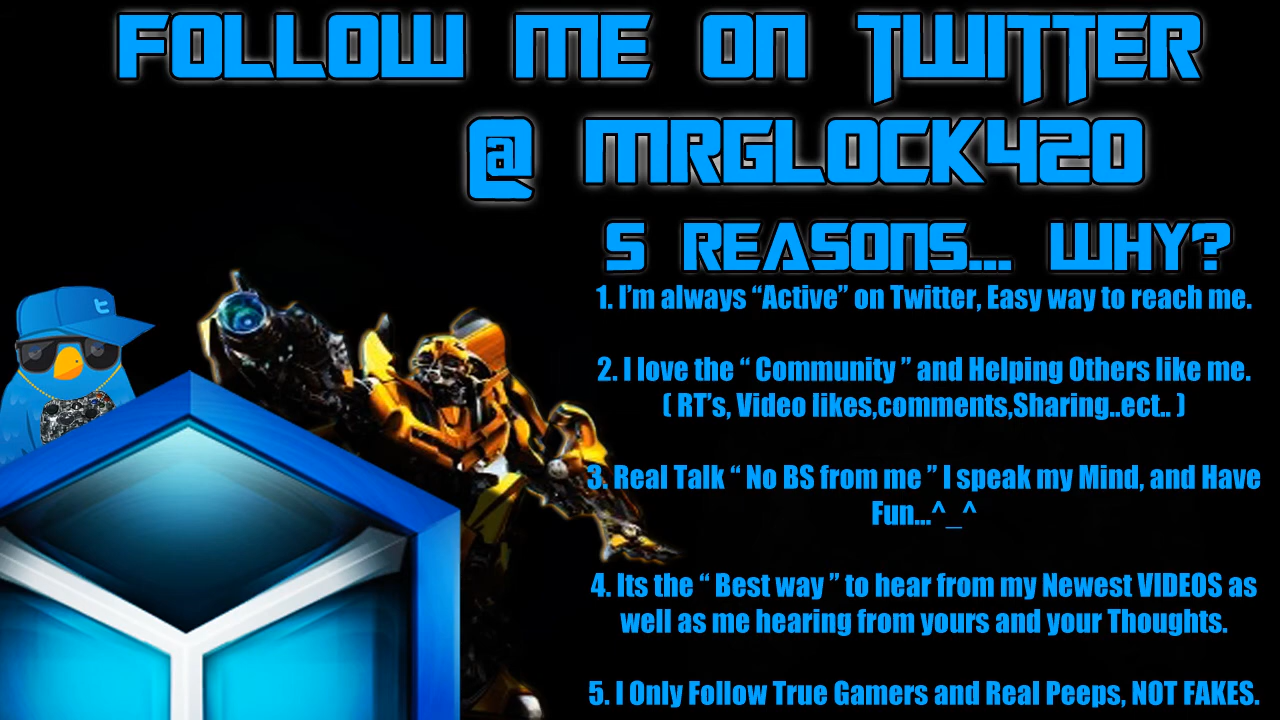 FOLLOW ME ON TWITTER
@ MRGLOCK420
5 REASONS... WHY?
1. I'm always “Active” on Twitter, Easy way to reach me.
2. I love the “ Community ” and Helping Others like me.
( RT's, Video likes,comments,Sharing..ect.. )
3. Real Talk “ No BS from me ” I speak my Mind, and Have
Fun...^_^
4. Its the “ Best way ” to hear from my Newest VIDEOS as
well as me hearing from yours and your Thoughts.
5. I Only Follow True Gamers and Real Peeps, NOT FAKES.